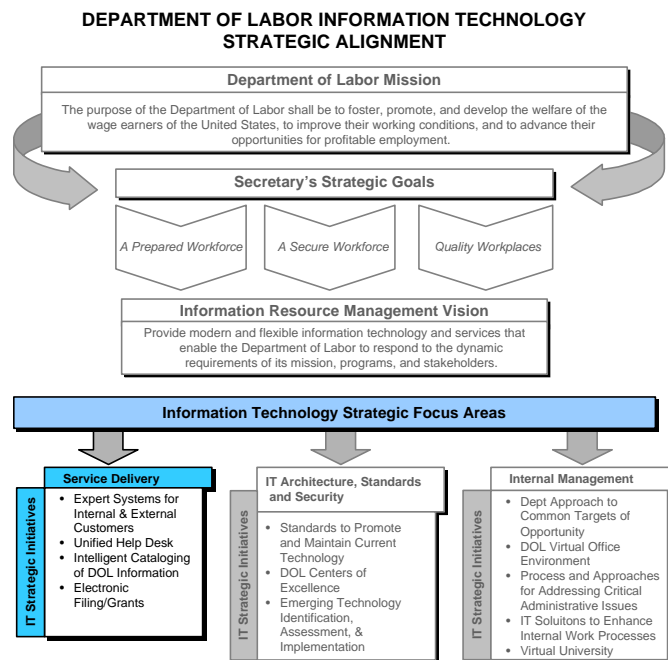 DEPARTMENT OF LABOR INFORMATION TECHNOLOGY
STRATEGIC ALIGNMENT
Department of Labor Mission
The purpose of the Department of Labor shall be to foster, promote, and develop the welfare of the
wage earners of the United States, to improve their working conditions, and to advance their
opportunities for profitable employment.
Secretary's Strategic Goals
A Prepared Workforce
A Secure Workforce
Quality Workplaces
Information Resource Management Vision
Provide modern and flexible information technology and services that
enable the Department of Labor to respond to the dynamic
requirements of its mission, programs, and stakeholders.
Information Technology Strategic Focus Areas
IT Strategic Initiatives
Service Delivery
• Expert Systems for
Internal & External
Customers
• Unified Help Desk
• Intelligent Cataloging
of DOL Information
• Electronic
Filing/Grants
IT Strategic Initiatives
IT Architecture, Standards
and Security
• Standards to Promote
and Maintain Current
Technology
• DOL Centers of
Excellence
• Emerging Technology
Identification,
Assessment, &
Implementation
IT Strategic Initiatives
Internal Management
• Dept Approach to
Common Targets of
Opportunity
• DOL Virtual Office
Environment
• Process and Approaches
for Addressing Critical
Administrative Issues
• IT Soluitons to Enhance
Internal Work Processes
• Virtual University